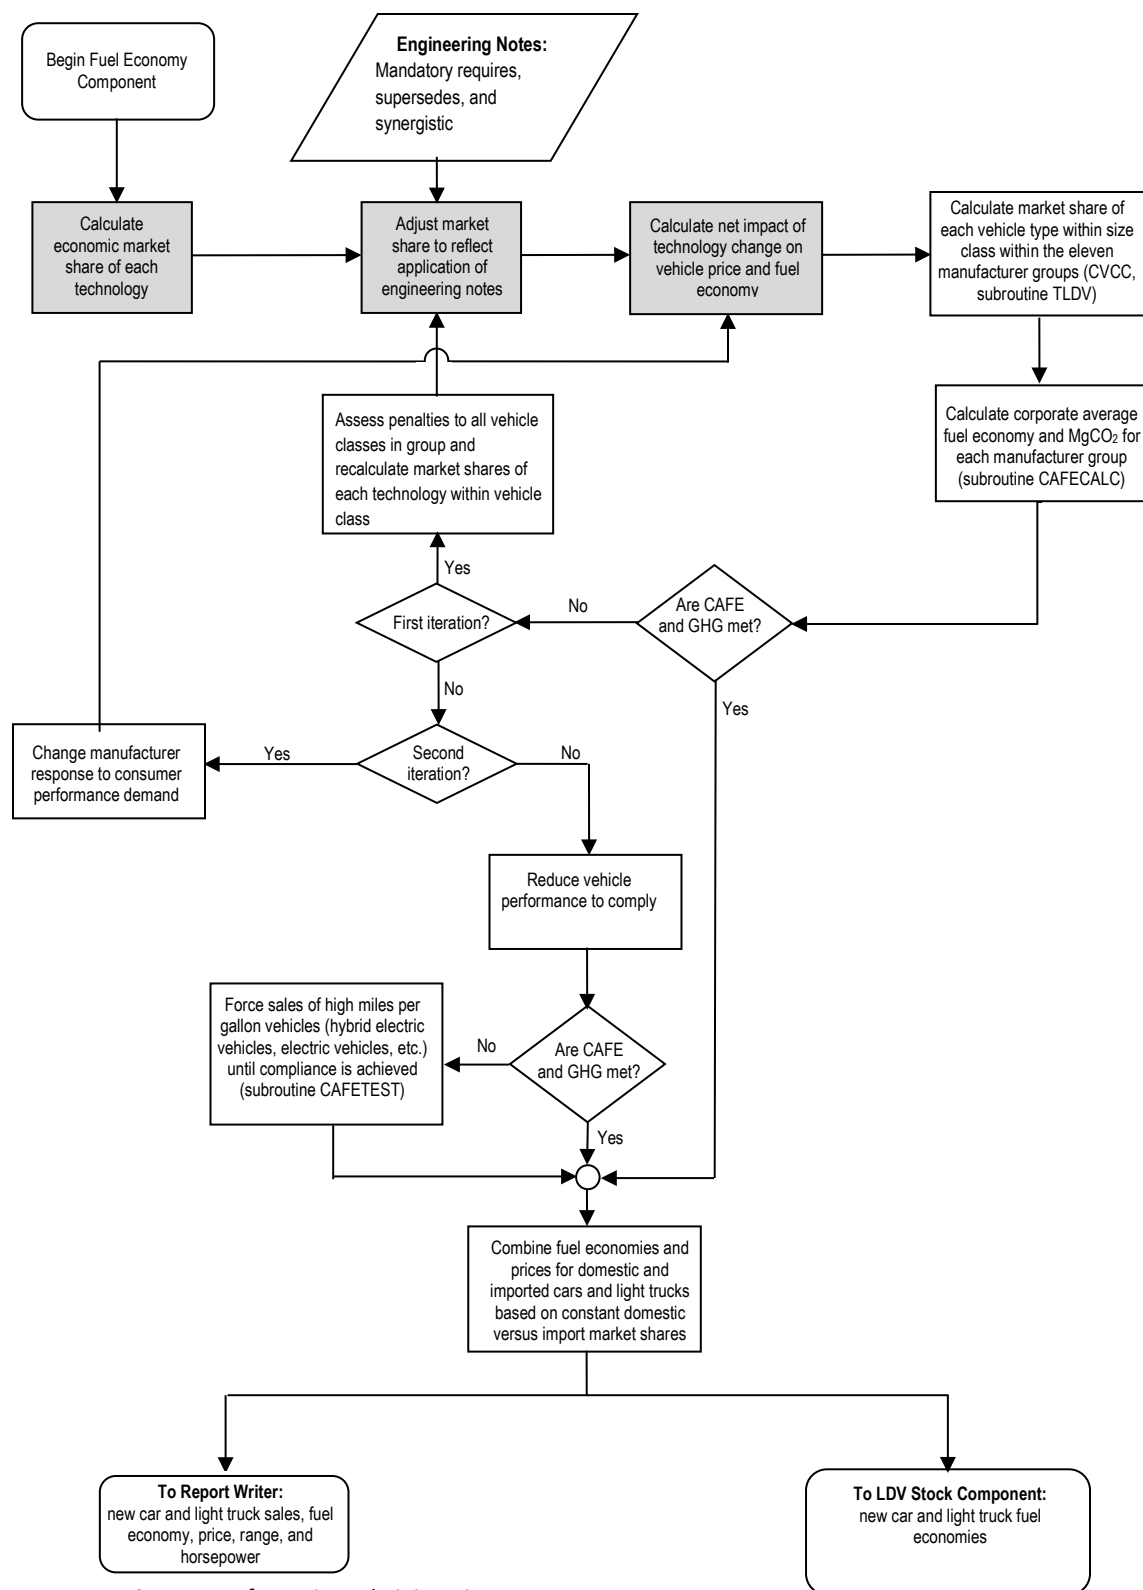 Begin Fuel Economy
Component
Engineering Notes:
Mandatory requires,
supersedes, and
synergistic
Calculate
economic market
share of each
technology
Adjust market
share to reflect
application of
engineering notes
Calculate net impact of
technology change on
vehicle price and fuel
economy
Calculate market share of
each vehicle type within size
class within the eleven
manufacturer groups (CVCC,
subroutine TLDV)
Assess penalties to all vehicle
classes in group and
recalculate market shares of
each technology within vehicle
class
Calculate corporate average
fuel economy and MgCO₂ for
each manufacturer group
(subroutine CAFECALC)
Yes
First iteration?
No
Are CAFE
and GHG met?
No
Yes
Change manufacturer
response to consumer
performance demand
Yes
Second
iteration?
No
Reduce vehicle
performance to comply
Force sales of high miles per
gallon vehicles (hybrid electric
vehicles, electric vehicles, etc.)
until compliance is achieved
(subroutine CAFETEST)
No
Are CAFE
and GHG met?
Yes
Combine fuel economies and
prices for domestic and
imported cars and light trucks
based on constant domestic
versus import market shares
To Report Writer:
new car and light truck sales, fuel
economy, price, range, and
horsepower
To LDV Stock Component:
new car and light truck fuel
economies